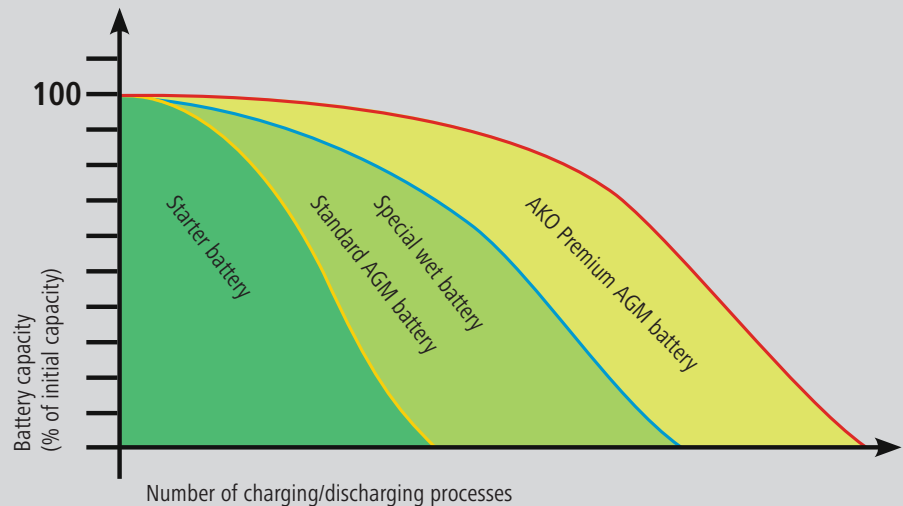 100
Battery capacity
(% of initial capacity)
Starter battery
Standard AGM battery
Special wet battery
AKO Premium AGM battery
Number of charging/discharging processes